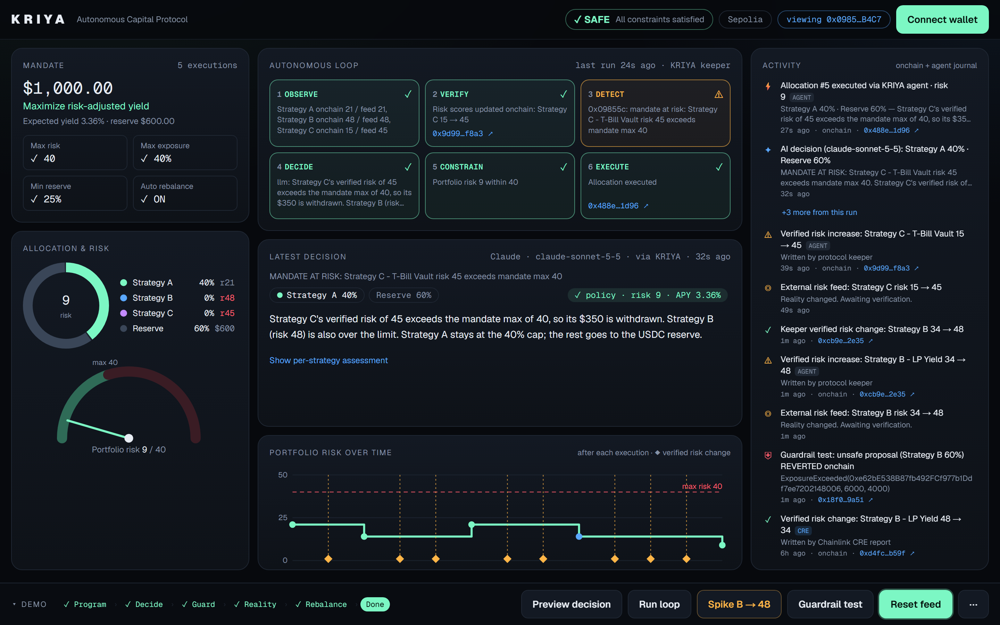 KRIYA
Autonomous Capital Protocol
✓ SAFE All constraints satisfied
Sepolia
viewing 0x0985…B4C7
Connect wallet
MANDATE
5 executions
$1,000.00
Maximize risk-adjusted yield
Expected yield 3.36% · reserve $600.00
Max risk
✓ 40
Max exposure
✓ 40%
Min reserve
✓ 25%
Auto rebalance
✓ ON
ALLOCATION & RISK
9
risk
Strategy A 40% r21
Strategy B 0% r48
Strategy C 0% r45
Reserve 60% $600
max 40
Portfolio risk 9 / 40
AUTONOMOUS LOOP
last run 24s ago · KRIYA keeper
1 OBSERVE ✓
Strategy A onchain 21 / feed 21,
Strategy B onchain 48 / feed 48,
Strategy C onchain 15 / feed 45
2 VERIFY ✓
Risk scores updated onchain: Strategy
C 15 → 45
0x9d99…f8a3 ↗
3 DETECT ⚠
0x09855c: mandate at risk: Strategy
C - T-Bill Vault risk 45 exceeds
mandate max 40
4 DECIDE ✓
llm: Strategy C's verified risk of 45
exceeds the mandate max of 40, so its
$350 is withdrawn. Strategy B (risk…
5 CONSTRAIN ✓
Portfolio risk 9 within 40
6 EXECUTE ✓
Allocation executed
0x488e…1d96 ↗
LATEST DECISION
Claude · claude-sonnet-5-5 · via KRIYA · 32s ago
MANDATE AT RISK: Strategy C - T-Bill Vault risk 45 exceeds mandate max 40
Strategy A 40%
Reserve 60%
✓ policy · risk 9 · APY 3.36%
Strategy C's verified risk of 45 exceeds the mandate max of 40, so its $350 is withdrawn. Strategy B
(risk 48) is also over the limit. Strategy A stays at the 40% cap; the rest goes to the USDC reserve.
Show per-strategy assessment
PORTFOLIO RISK OVER TIME
after each execution · ◆ verified risk change
50
max risk 40
25
0
ACTIVITY
onchain + agent journal
Allocation #5 executed via KRIYA agent · risk
9 AGENT
Strategy A 40% · Reserve 60% — Strategy C's verified
risk of 45 exceeds the mandate max of 40, so its $35…
27s ago · onchain · 0x488e…1d96 ↗
AI decision (claude-sonnet-5-5): Strategy A 40% ·
Reserve 60%
MANDATE AT RISK: Strategy C - T-Bill Vault risk 45
exceeds mandate max 40. Strategy C's verified risk of…
32s ago
+3 more from this run
Verified risk increase: Strategy C - T-Bill Vault 15
→ 45 AGENT
Written by protocol keeper
39s ago · onchain · 0x9d99…f8a3 ↗
External risk feed: Strategy C risk 15 → 45
Reality changed. Awaiting verification.
49s ago
Keeper verified risk change: Strategy B 34 → 48
1m ago · 0xcb9e…2e35 ↗
Verified risk increase: Strategy B - LP Yield 34 →
48 AGENT
Written by protocol keeper
1m ago · onchain · 0xcb9e…2e35 ↗
External risk feed: Strategy B risk 34 → 48
Reality changed. Awaiting verification.
1m ago
Guardrail test: unsafe proposal (Strategy B 60%)
REVERTED onchain
ExposureExceeded(0xe62bE538B87fb492FCf977b1Dd
f7ee7202148006, 6000, 4000)
1m ago · 0x18f0…9a51 ↗
Verified risk change: Strategy B - LP Yield 48 →
34 CRE
Written by Chainlink CRE report
6h ago · onchain · 0xd4fc…b59f ↗
▾ DEMO
✓ Program › ✓ Decide › ✓ Guard › ✓ Reality › ✓ Rebalance › Done
Preview decision
Run loop
Spike B → 48
Guardrail test
Reset feed
…